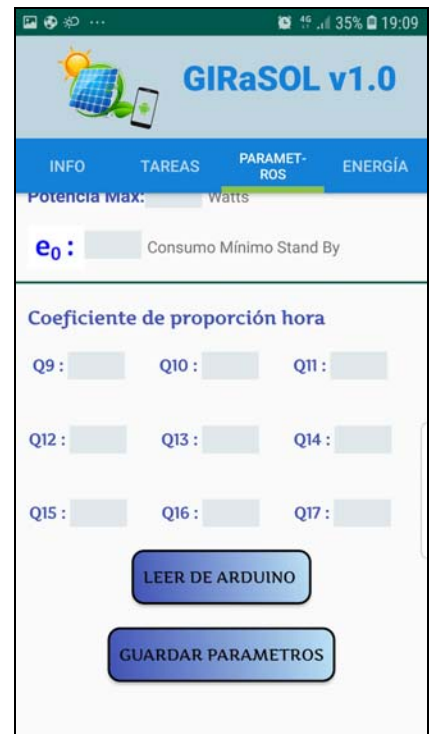 4G 35% 19:09
GIRaSOL v1.0
INFO TAREAS PARAMET-
ROS ENERGÍA
Potencia Max: Watts
e₀ : Consumo Mínimo Stand By
Coeficiente de proporción hora
Q9 : Q10 : Q11 :
Q12 : Q13 : Q14 :
Q15 : Q16 : Q17 :
LEER DE ARDUINO
GUARDAR PARAMETROS